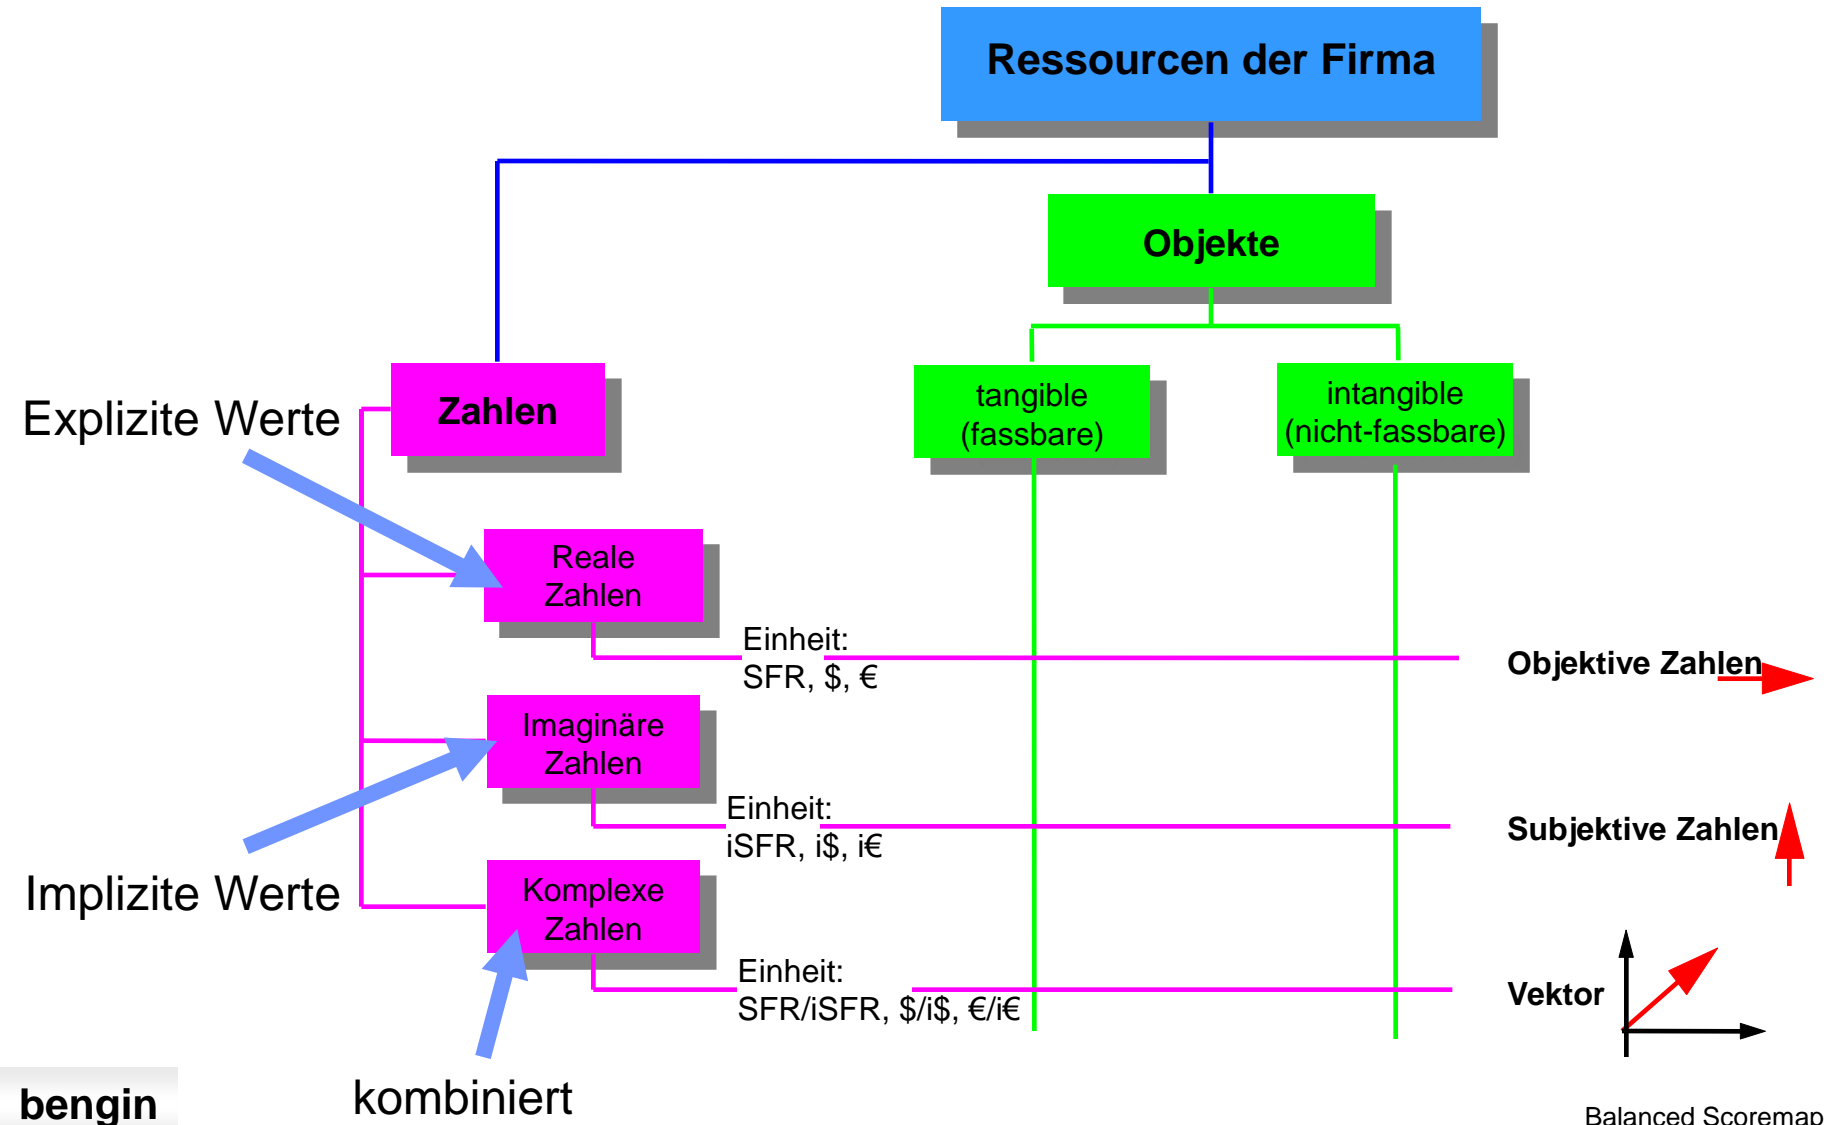 Ressourcen der Firma
Objekte
Zahlen
tangible
(fassbare)
intangible
(nicht-fassbare)
Explizite Werte
Reale
Zahlen
Einheit:
SFR, $, €
Objektive Zahlen
Imaginäre
Zahlen
Einheit:
iSFR, i$, i€
Subjektive Zahlen
Implizite Werte
Komplexe
Zahlen
Einheit:
SFR/iSFR, $/i$, €/i€
Vektor
kombiniert
bengin
Balanced Scoremap